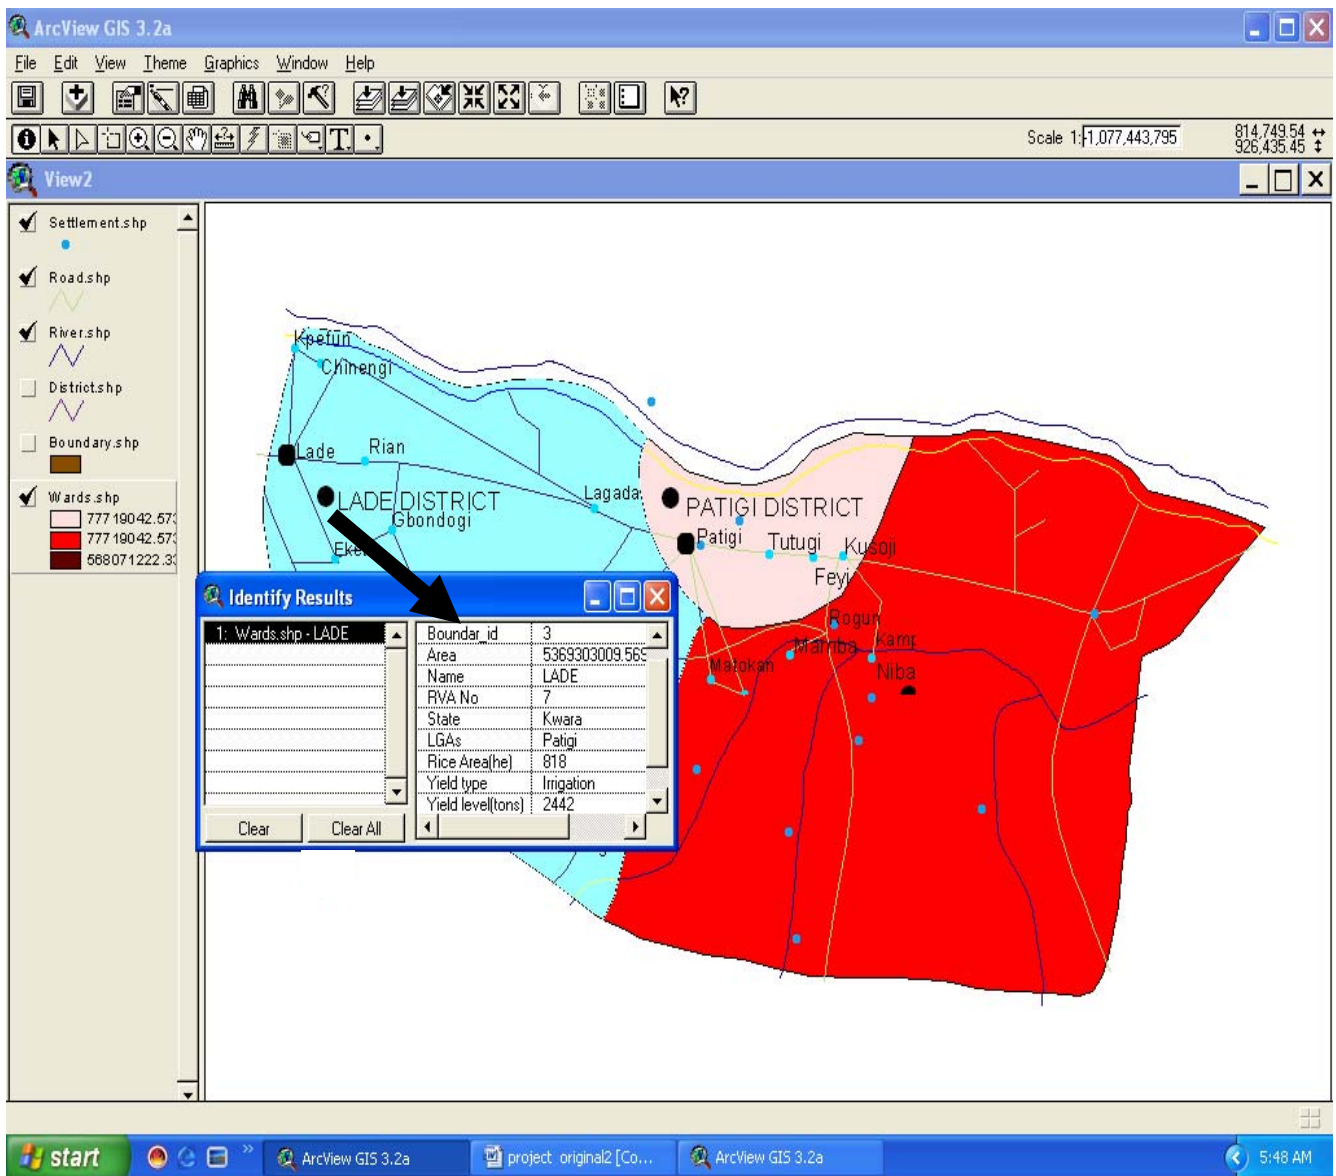 ArcView GIS 3.2a
File Edit View Theme Graphics Window Help
Scale 1: -1,077,443,795
814,749.54
926,435.45
View2
Settlement.shp
Road.shp
River.shp
District.shp
Boundary.shp
Wards.shp
77719042.573
77719042.573
568071222.33
Kpefun
Chinengi
Lade
Rian
LADE DISTRICT
Lagada
Gbondogi
PATIGI DISTRICT
Patigi
Tutugi
Kusoji
Feyi
Rogun
Mamba
Kamp
Matokan
Niba
Identify Results
1: Wards.shp - LADE
Boundar_id 3
Area 5369303009.569
Name LADE
RVA No 7
State Kwara
LGAs Patigi
Rice Area(he) 818
Yield type Irrigation
Yield level(tons) 2442
Clear Clear All
start
ArcView GIS 3.2a
project original2 [Co...
ArcView GIS 3.2a
5:48 AM